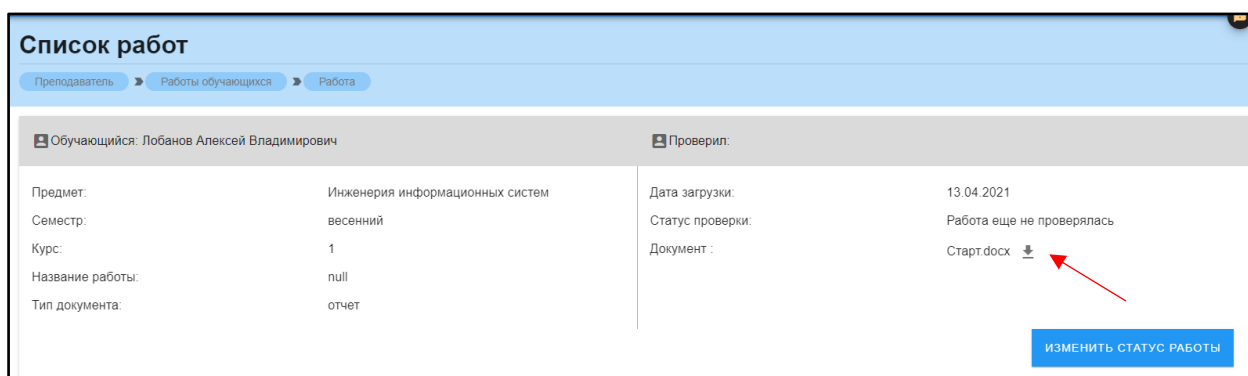 Список работ
Преподаватель Работы обучающихся Работа
Обучающийся: Лобанов Алексей Владимирович
Проверил:
Предмет: Инженерия информационных систем
Семестр: весенний
Курс: 1
Название работы: null
Тип документа: отчет
Дата загрузки: 13.04.2021
Статус проверки: Работа еще не проверялась
Документ : Старт.docx
ИЗМЕНИТЬ СТАТУС РАБОТЫ